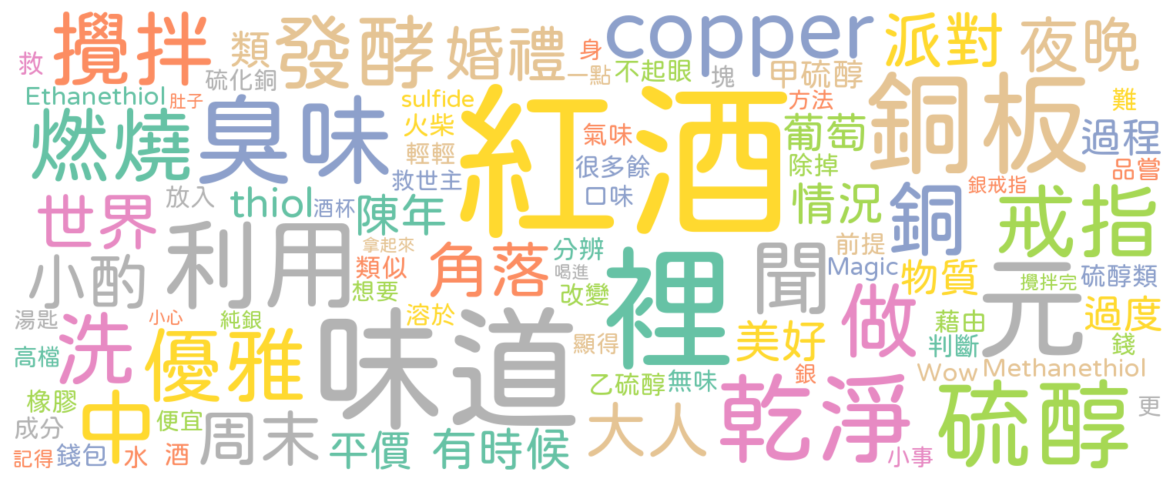 攪拌 類 發酵 婚禮 身 copper 派對 夜晚
救 硫化銅 一點 不起眼 塊 甲硫醇
Ethanethiol 肚子 sulfide 紅酒 方法 銅板 難
燃燒 臭味 火柴 氣味 葡萄 過程
輕輕 很多餘 除掉 品嘗
救世主 口味 銀戒指
世界 放入 thiol 酒杯 陳年 情況 銅 戒指
利用 拿起來 分辨 裡 聞 前提
小酌 類似 角落 喝進 Magic 物質 元 攪拌完 硫醇類
想要 改變 做
湯匙 洗 小心 純銀 味道 溶於 顯得 美好 藉由 過度
高檔 優雅 判斷 錢
橡膠 乙硫醇 無味 銀 Wow Methanethiol
成分 中 便宜 周末 大人 乾淨 硫醇 更
記得 錢包 水 酒 平價 有時候 小事